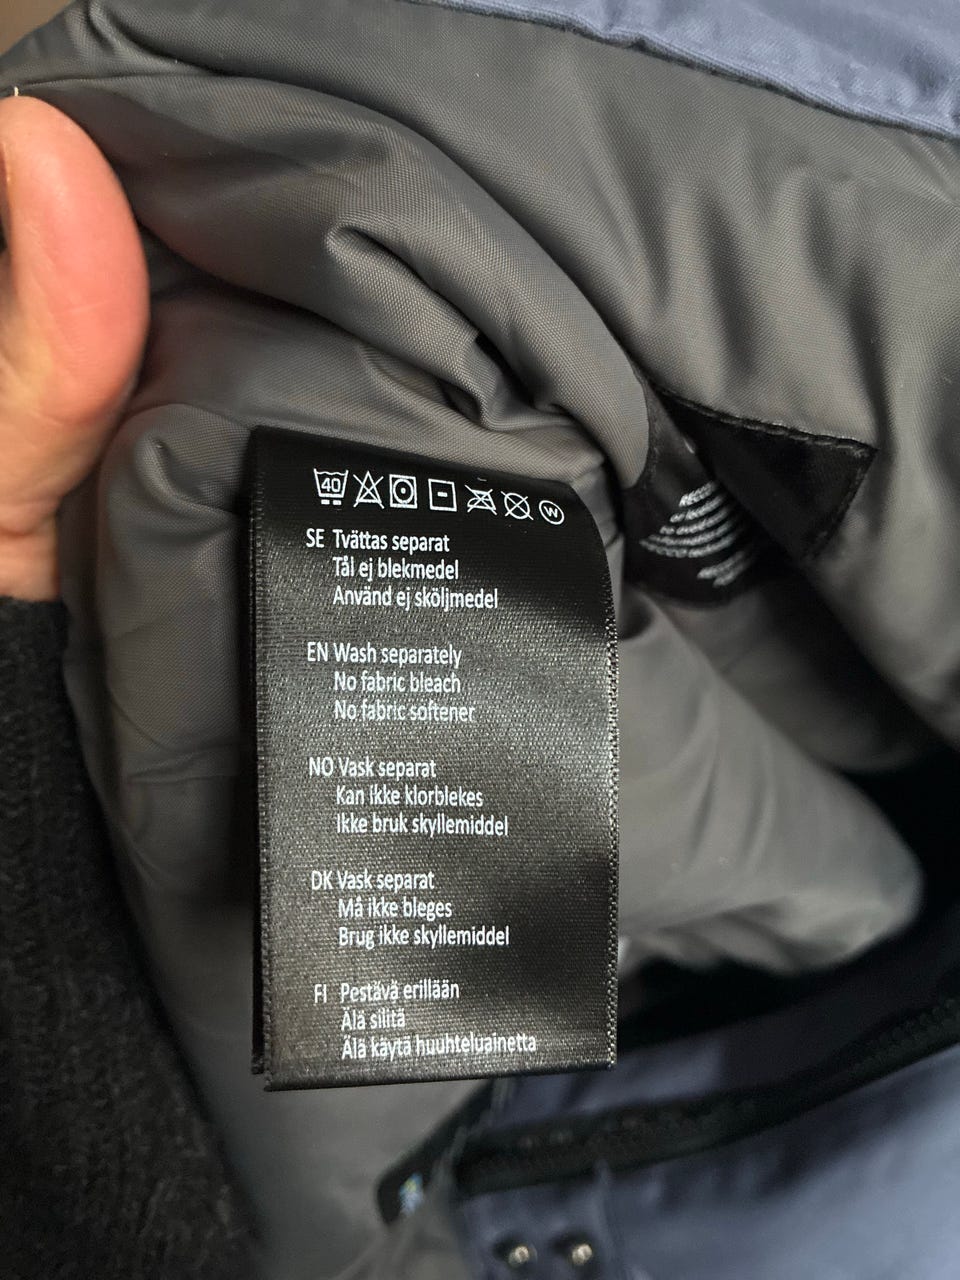 40 W
SE Tvättas separat
Tål ej blekmedel
Använd ej sköljmedel
EN Wash separately
No fabric bleach
No fabric softener
NO Vask separat
Kan ikke klorblekes
Ikke bruk skyllemiddel
DK Vask separat
Må ikke bleges
Brug ikke skyllemiddel
FI Pestävä erillään
Älä silitä
Älä käytä huuhteluainetta